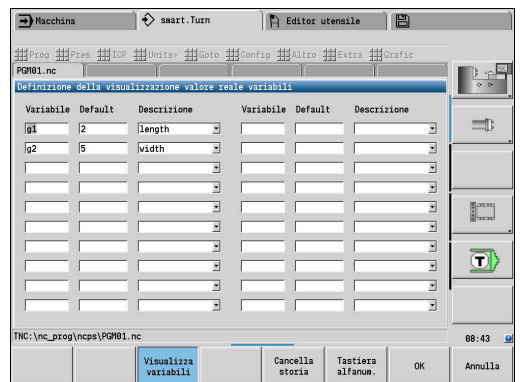 Macchina smart.Turn Editor utensile
Prog Pres ICP Units» Goto Config Altro Extra Grafic
PGM01.nc
Definizione della visualizzazione valore reale variabili
Variabile Default Descrizione Variabile Default Descrizione
g1 2 length
g2 5 width
T
TNC:\nc_prog\ncps\PGM01.nc 08:43
Visualizza variabili Cancella storia Tastiera alfanum. OK Annulla